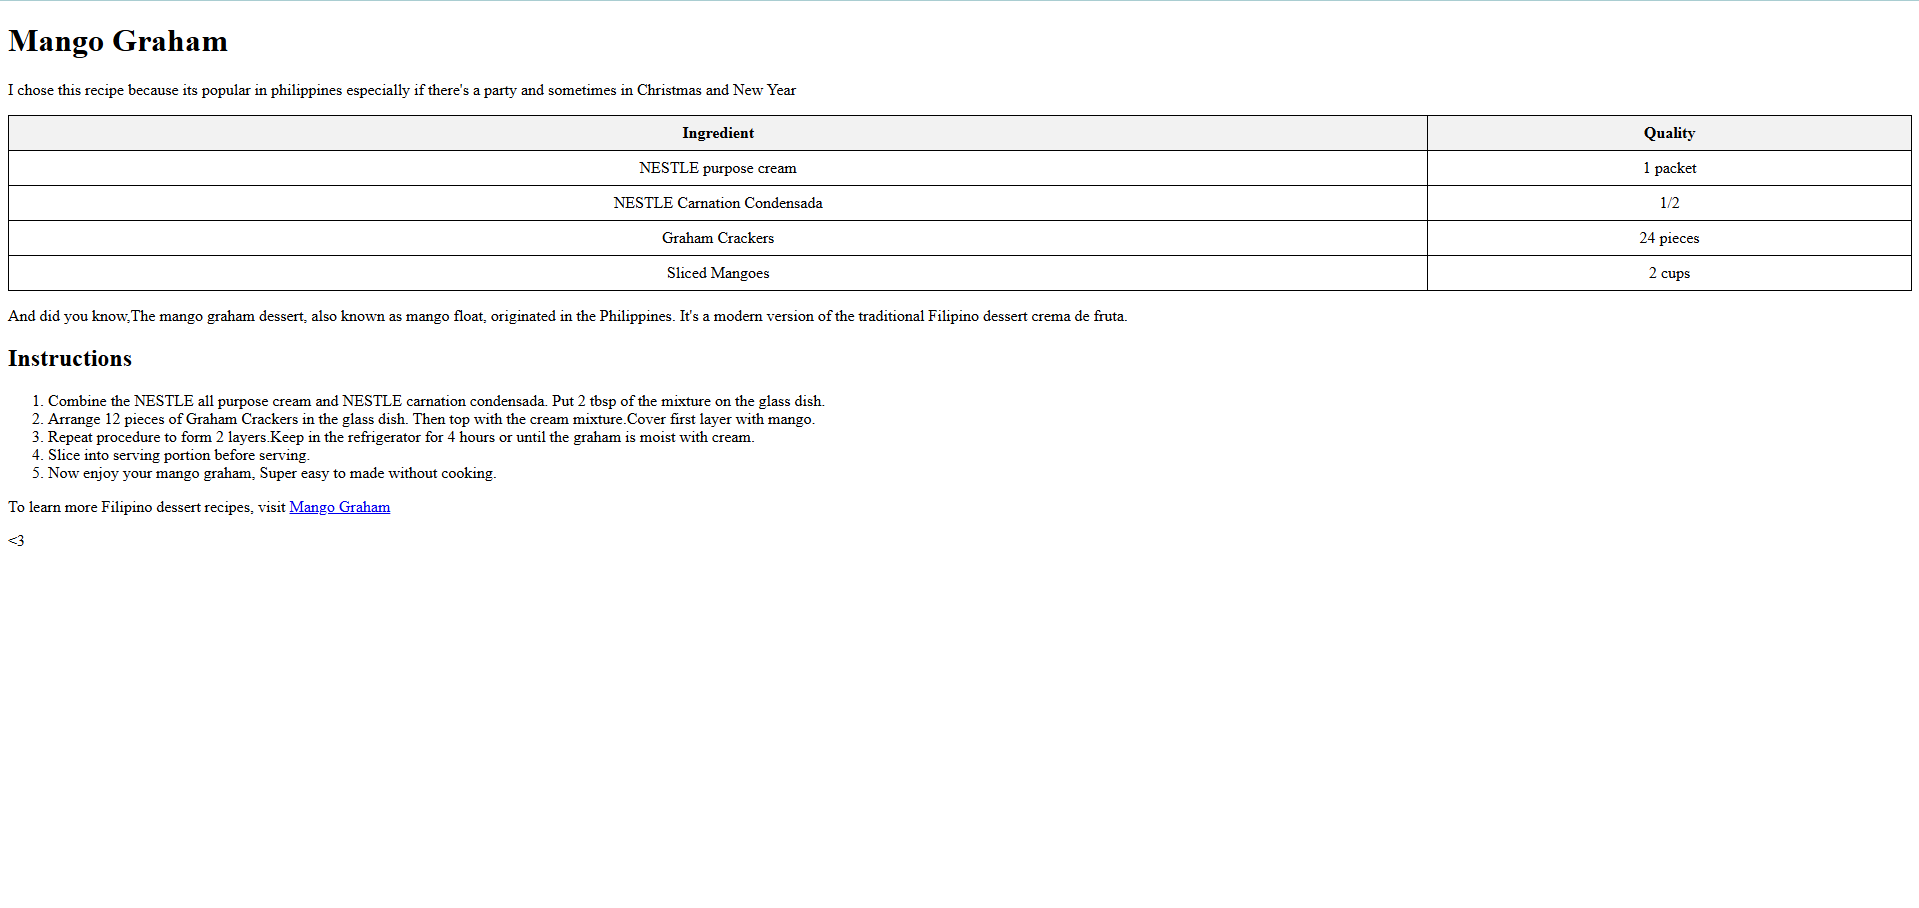 Mango Graham
I chose this recipe because its popular in philippines especially if there's a party and sometimes in Christmas and New Year
Ingredient Quality
NESTLE purpose cream 1 packet
NESTLE Carnation Condensada 1/2
Graham Crackers 24 pieces
Sliced Mangoes 2 cups
And did you know,The mango graham dessert, also known as mango float, originated in the Philippines. It's a modern version of the traditional Filipino dessert crema de fruta.
Instructions
1. Combine the NESTLE all purpose cream and NESTLE carnation condensada. Put 2 tbsp of the mixture on the glass dish.
2. Arrange 12 pieces of Graham Crackers in the glass dish. Then top with the cream mixture.Cover first layer with mango.
3. Repeat procedure to form 2 layers.Keep in the refrigerator for 4 hours or until the graham is moist with cream.
4. Slice into serving portion before serving.
5. Now enjoy your mango graham, Super easy to made without cooking.
To learn more Filipino dessert recipes, visit Mango Graham
<3